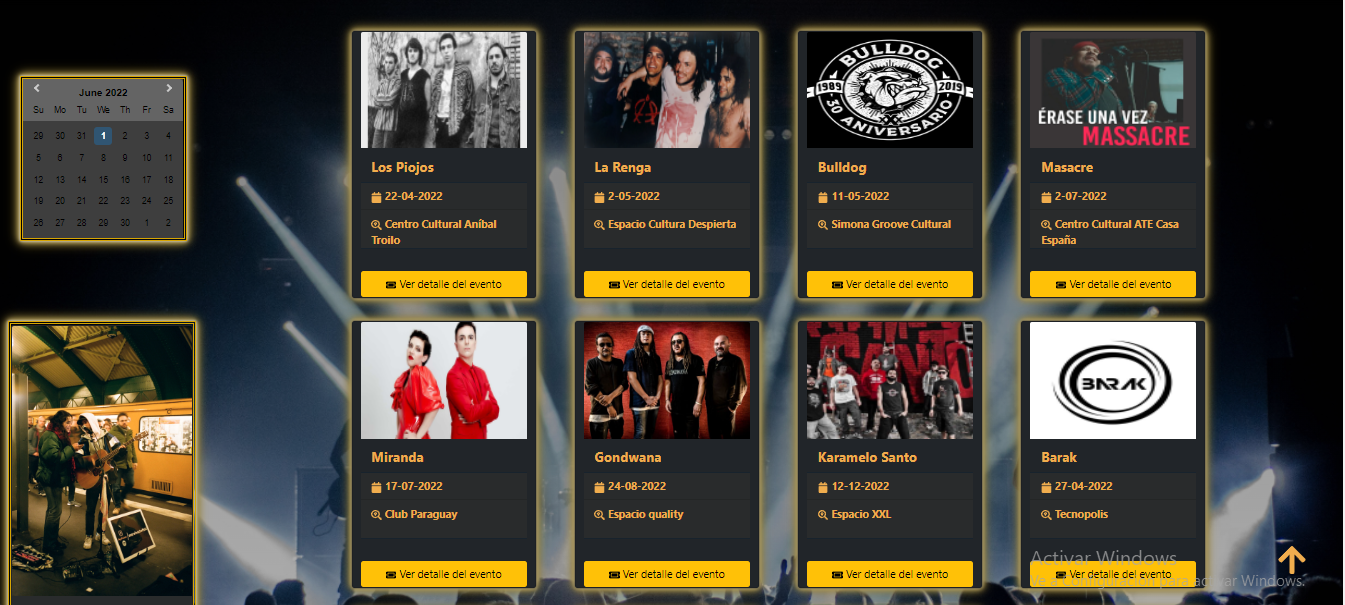 June 2022
Su Mo Tu We Th Fr Sa
29 30 31 1 2 3 4
5 6 7 8 9 10 11
12 13 14 15 16 17 18
19 20 21 22 23 24 25
26 27 28 29 30 1 2
Los Piojos
22-04-2022
Centro Cultural Aníbal
Troilo
Ver detalle del evento
La Renga
2-05-2022
Espacio Cultura Despierta
Ver detalle del evento
BULLDOG
1989 2019
30 ANIVERSARIO
Bulldog
11-05-2022
Simona Groove Cultural
Ver detalle del evento
ÉRASE UNA VEZ
MASSACRE
Masacre
2-07-2022
Centro Cultural ATE Casa
España
Ver detalle del evento
Miranda
17-07-2022
Club Paraguay
Ver detalle del evento
Gondwana
24-08-2022
Espacio quality
Ver detalle del evento
Karamelo Santo
12-12-2022
Espacio XXL
Ver detalle del evento
BARAK
Barak
27-04-2022
Tecnopolis
Ver detalle del evento
Activar Windows
para activar Windows.